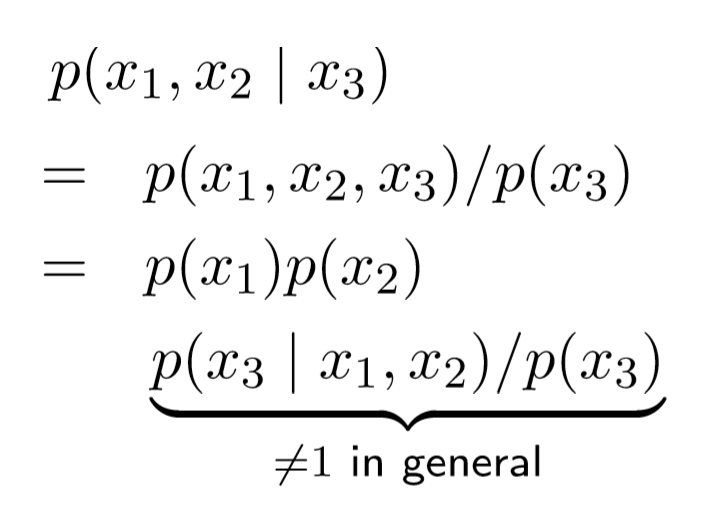 p(x₁, x₂ | x₃)
= p(x₁, x₂, x₃)/p(x₃)
= p(x₁)p(x₂)
p(x₃ | x₁, x₂)/p(x₃)
≠1 in general